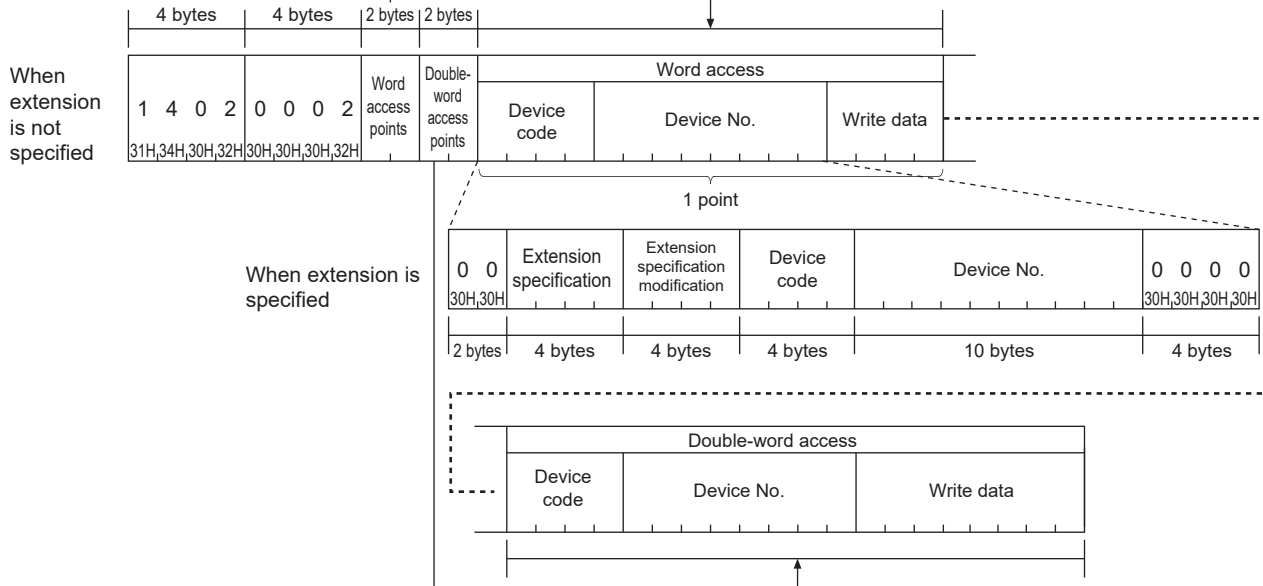 4 bytes 4 bytes 2 bytes 2 bytes
When
extension
is not
specified
1 4 0 2 0 0 0 2
31H,34H,30H,32H 30H,30H,30H,32H
Word
access
points
Double-
word
access
points
Word access
Device
code
Device No.
Write data
1 point
When extension is
specified
0 0
30H,30H
Extension
specification
Extension
specification
modification
Device
code
Device No.
0 0 0 0
30H,30H,30H,30H
2 bytes 4 bytes 4 bytes 4 bytes 10 bytes 4 bytes
Double-word access
Device
code
Device No.
Write data